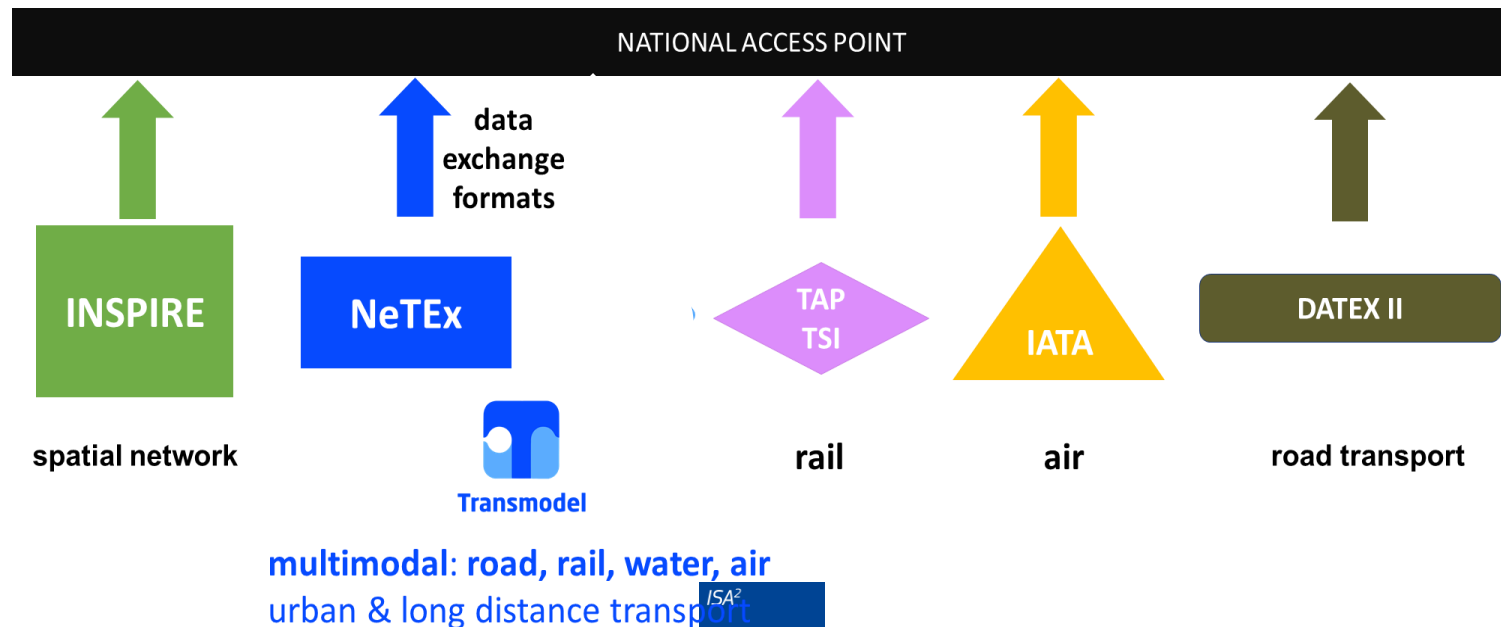 NATIONAL ACCESS POINT
data
exchange
formats
INSPIRE
NeTEx
TAP
TSI
IATA
DATEX II
spatial network
rail
air
road transport
Transmodel
multimodal: road, rail, water, air
urban & long distance transport
ISA²